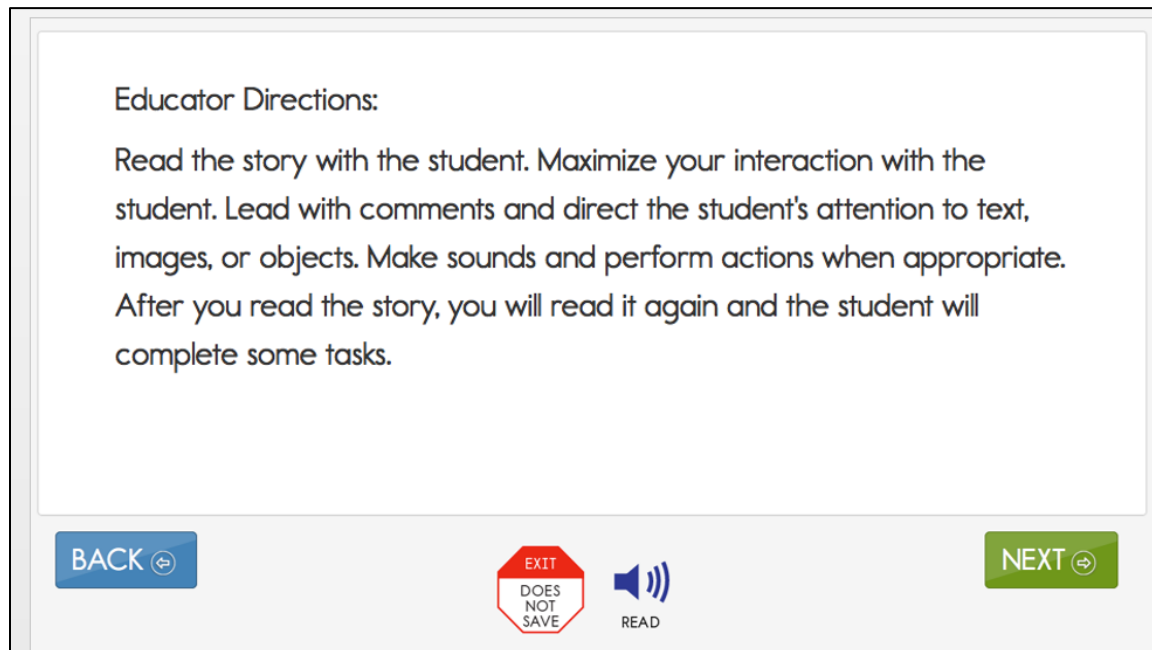 Educator Directions:
Read the story with the student. Maximize your interaction with the
student. Lead with comments and direct the student's attention to text,
images, or objects. Make sounds and perform actions when appropriate.
After you read the story, you will read it again and the student will
complete some tasks.
BACK
EXIT
DOES
NOT
SAVE
READ
NEXT